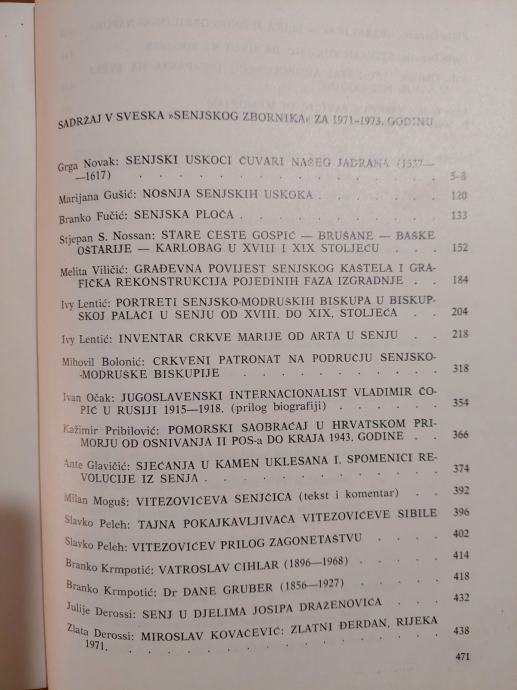 SADRŽAJ V SVESKA »SENJSKOG ZBORNIKA« ZA 1971–1973. GODINU
Grga Novak: SENJSKI USKOCI ČUVARI NAŠEG JADRANA (1537—
—1617) . . . . . . . . . . . 5-8
Marijana Gušić: NOŠNJA SENJSKIH USKOKA . . . . . . 120
Branko Fučić: SENJSKA PLOČA . . . . . . . . . 133
Stjepan S. Nossan: STARE CESTE GOSPIĆ — BRUŠANE — BAŠKE
OŠTARIJE — KARLOBAG U XVIII I XIX STOLJEĆU . . . 152
Melita Viličić: GRAĐEVNA POVIJEST SENJSKOG KAŠTELA I GRA-
FIČKA REKONSTRUKCIJA POJEDINIH FAZA IZGRADNJE . . 184
Ivy Lentić: PORTRETI SENJSKO-MODRUŠKIH BISKUPA U BISKUP-
SKOJ PALAČI U SENJU OD XVIII. DO XIX. STOLJEĆA . . 204
Ivy Lentić: INVENTAR CRKVE MARIJE OD ARTA U SENJU . . 218
Mihovil Bolonić: CRKVENI PATRONAT NA PODRUČJU SENJSKO-
-MODRUŠKE BISKUPIJE . . . . . . . . . 318
Ivan Očak: JUGOSLAVENSKI INTERNACIONALIST VLADIMIR ĆO-
PIĆ U RUSIJI 1915—1918. (prilog biografiji) . . . . . 354
Kažimir Pribilović: POMORSKI SAOBRAĆAJ U HRVATSKOM PRI-
MORJU OD OSNIVANJA II POS-a DO KRAJA 1943. GODINE . . 366
Ante Glavičić: SJEĆANJA U KAMEN UKLESANA I. SPOMENICI RE-
VOLUCIJE IZ SENJA . . . . . . . . . . 374
Milan Moguš: VITEZOVIĆEVA SENJČICA (tekst i komentar) . . 392
Slavko Peleh: TAJNA POKAJKAVLJIVAČA VITEZOVIĆEVE SIBILE 396
Slavko Peleh: VITEZOVIĆEV PRILOG ZAGONETAŠTVU . . . 402
Branko Krmpotić: VATROSLAV CIHLAR (1896—1968) . . . . 414
Branko Krmpotić: Dr DANE GRUBER (1856—1927) . . . . 418
Julije Derossi: SENJ U DJELIMA JOSIPA DRAŽENOVIĆA . . . 432
Zlata Derossi: MIROSLAV KOVAČEVIĆ: ZLATNI ĐERDAN, RIJEKA
1971. . . . . . . . . . . . . . 438
471